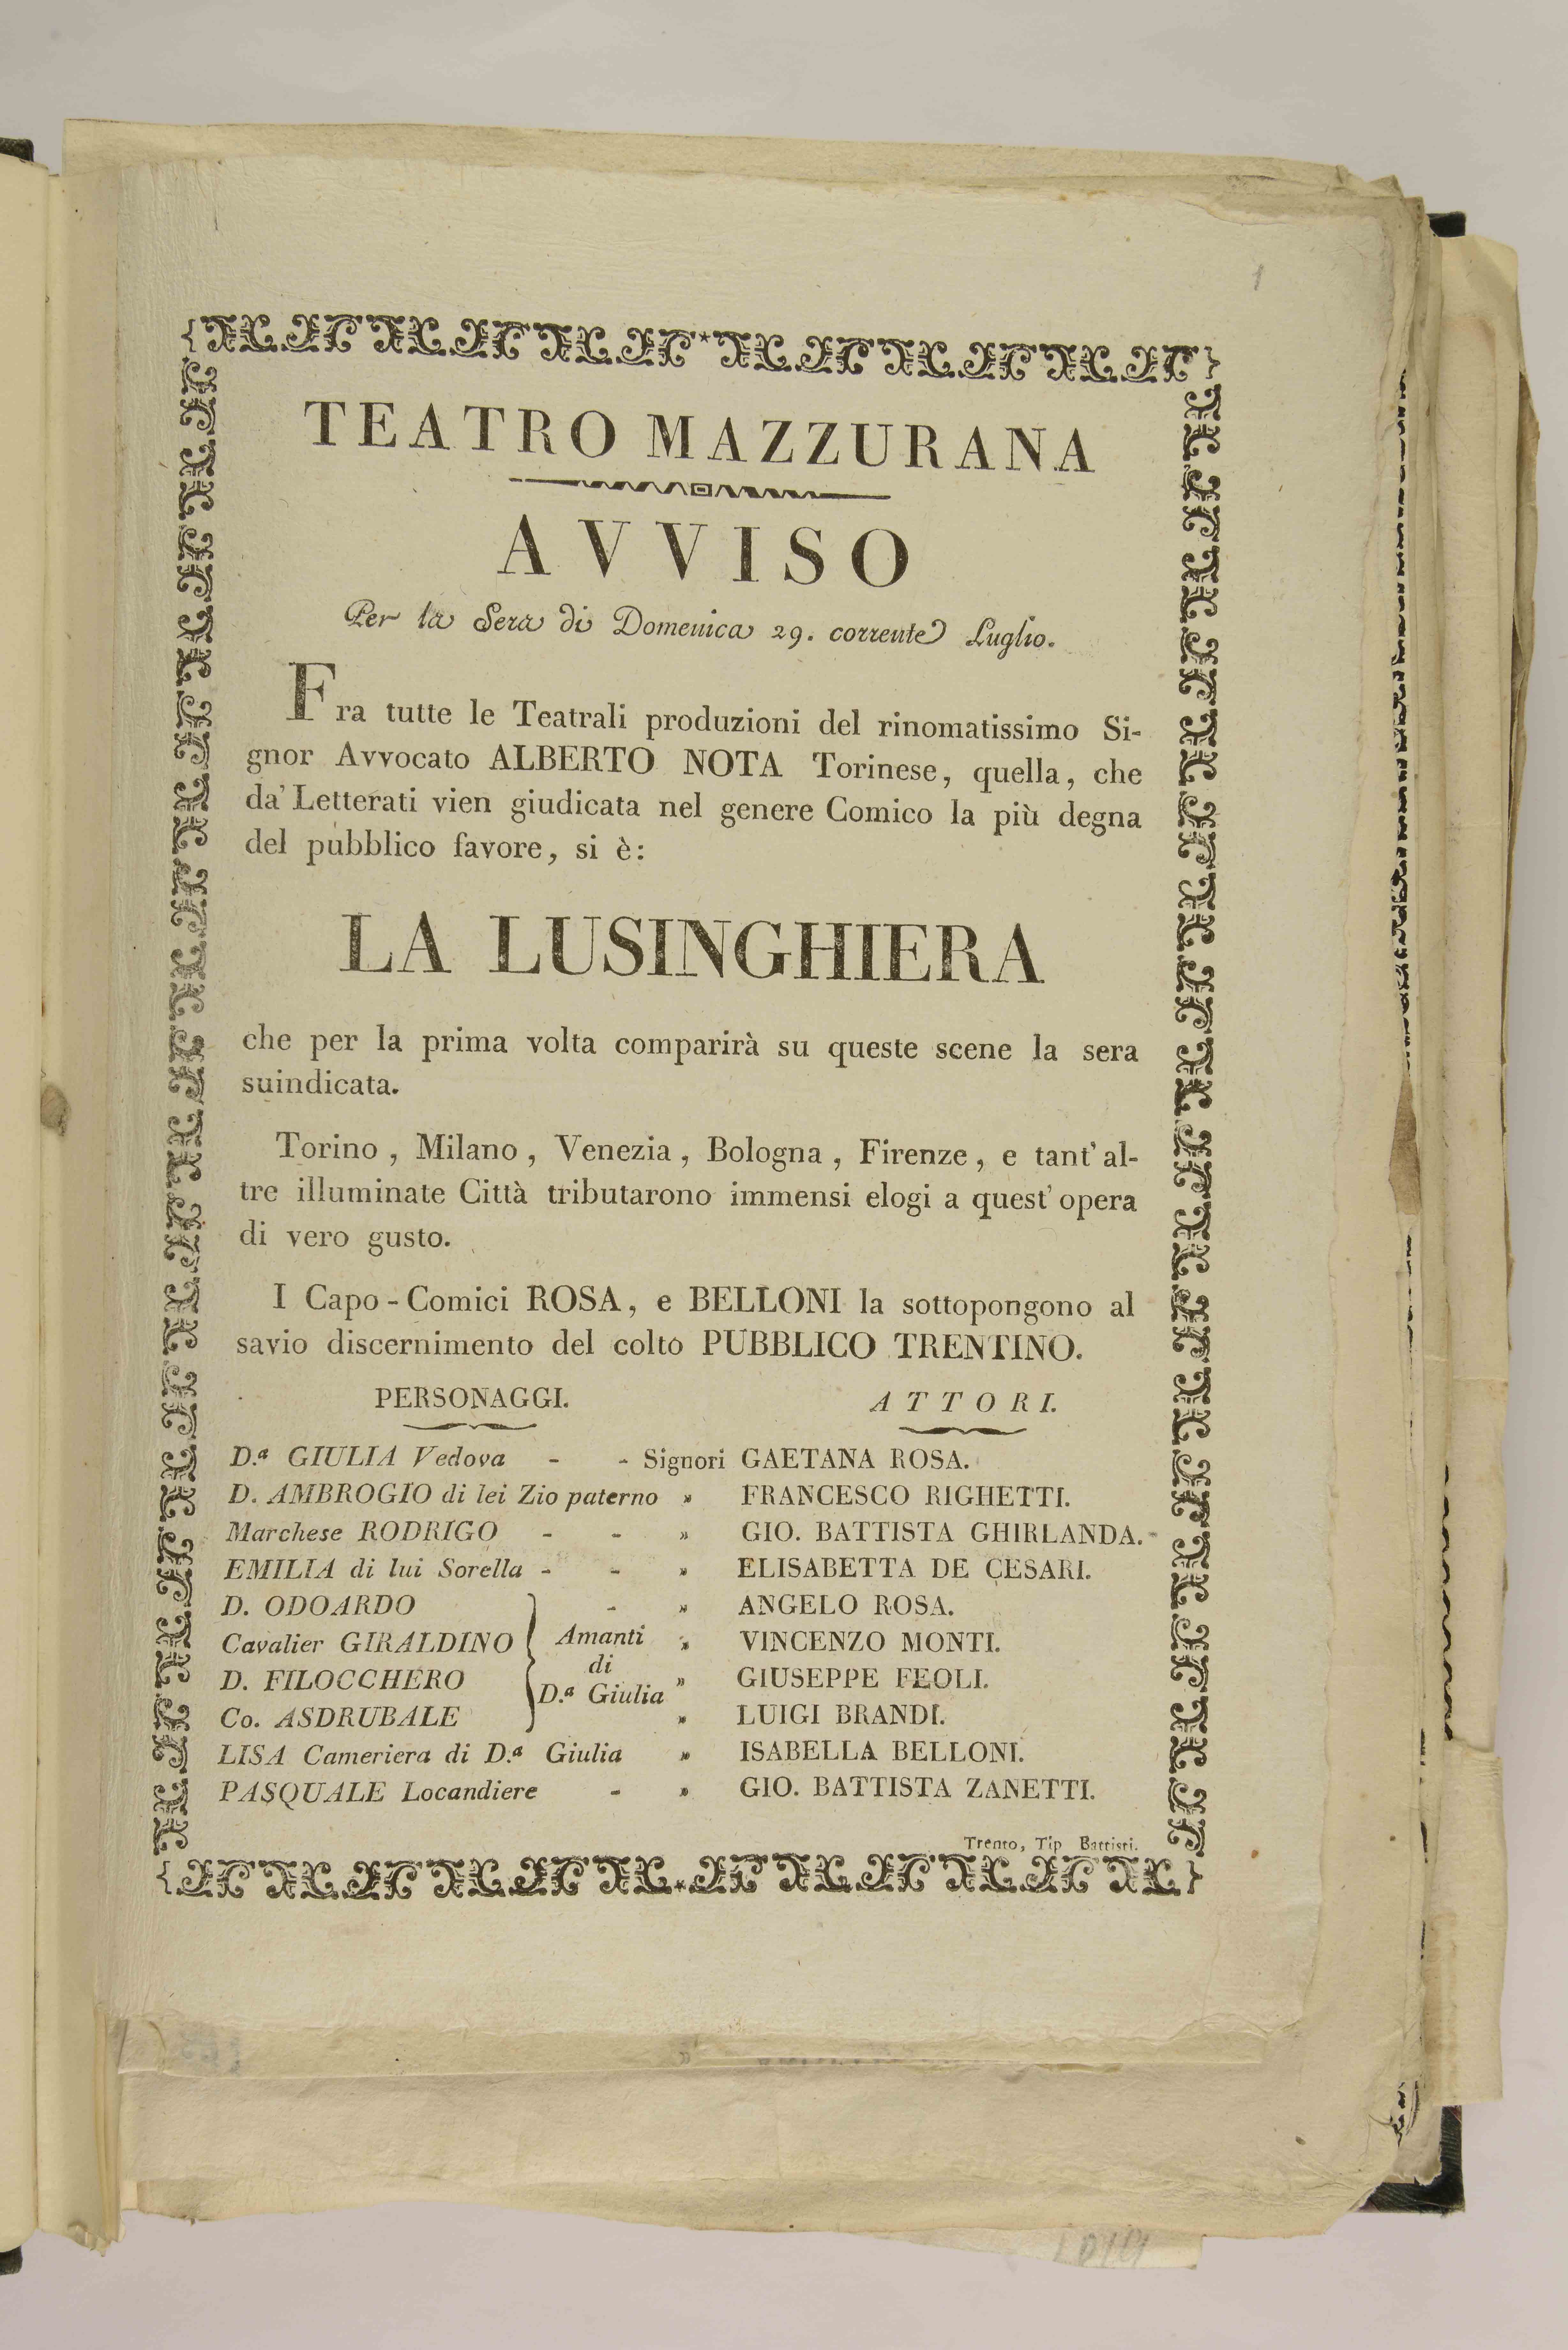 1
TEATRO MAZZURANA
AVVISO
Per la Sera di Domenica 29. corrente Luglio.
Fra tutte le Teatrali produzioni del rinomatissimo Si-
gnor Avvocato ALBERTO NOTA Torinese, quella, che
da' Letterati vien giudicata nel genere Comico la più degna
del pubblico favore, si è:
LA LUSINGHIERA
che per la prima volta comparirà su queste scene la sera
suindicata.
Torino, Milano, Venezia, Bologna, Firenze, e tant' al-
tre illuminate Città tributarono immensi elogi a quest' opera
di vero gusto.
I Capo-Comici ROSA, e BELLONI la sottopongono al
savio discernimento del colto PUBBLICO TRENTINO.
PERSONAGGI. ATTORI.
D.ª GIULIA Vedova - - Signori GAETANA ROSA.
D. AMBROGIO di lei Zio paterno » FRANCESCO RIGHETTI.
Marchese RODRIGO - - » GIO. BATTISTA GHIRLANDA.
EMILIA di lui Sorella - - » ELISABETTA DE CESARI.
D. ODOARDO - » ANGELO ROSA.
Cavalier GIRALDINO } Amanti » VINCENZO MONTI.
di
D. FILOCCHERO » GIUSEPPE FEOLI.
D.ª Giulia
Co. ASDRUBALE » LUIGI BRANDI.
LISA Cameriera di D.ª Giulia » ISABELLA BELLONI.
PASQUALE Locandiere - » GIO. BATTISTA ZANETTI.
Trento, Tip Battisti.